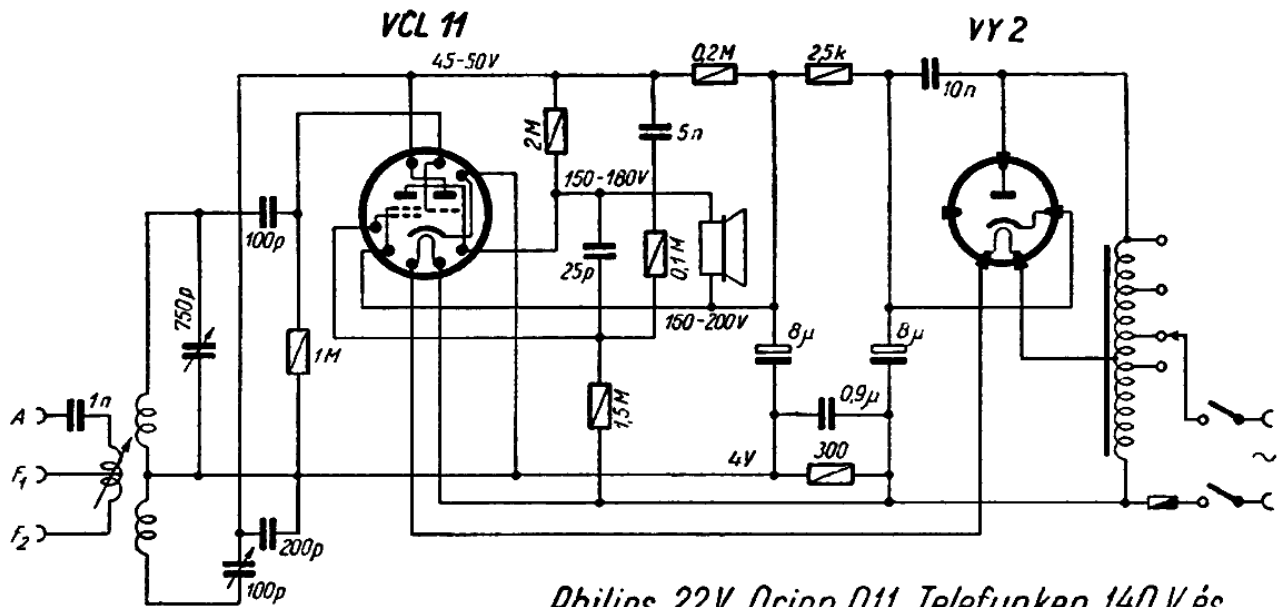 VCL 11
VY 2
45-50V
0,2M
2,5k
10n
2M
5n
150-180V
100p
25p
0,1M
750p
160-200V
1M
8µ
8µ
1n
A
0,9µ
1,5M
F1
4V
300
~
F2
200p
100p
Philips 22V, Orion 011, Telefunken 140 V és